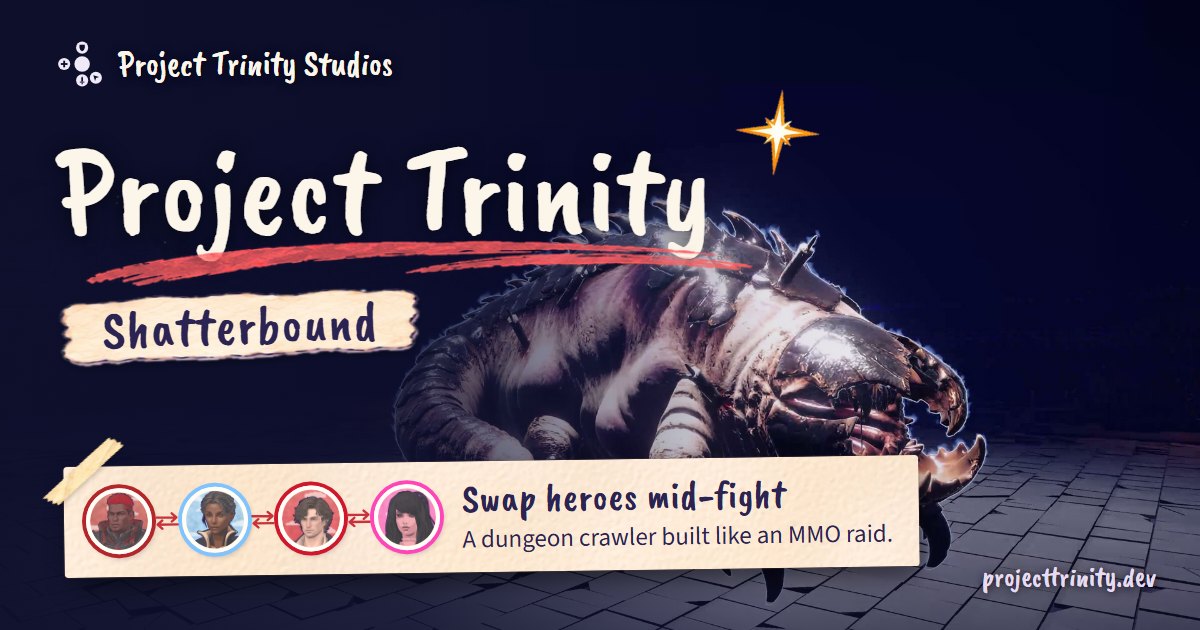 Project Trinity Studios
Project Trinity
Shatterbound
Swap heroes mid-fight
A dungeon crawler built like an MMO raid.
projecttrinity.dev